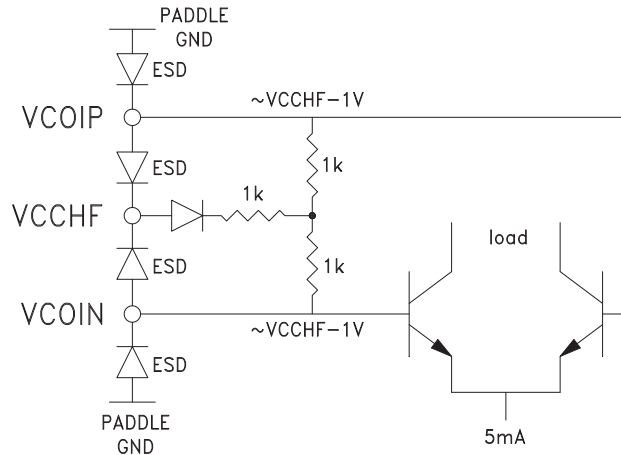 PADDLE
GND
ESD
~VCCHF-1V
VCOIP
ESD
1k
1k
VCCHF
load
ESD
1k
VCOIN
~VCCHF-1V
ESD
PADDLE
GND
5mA